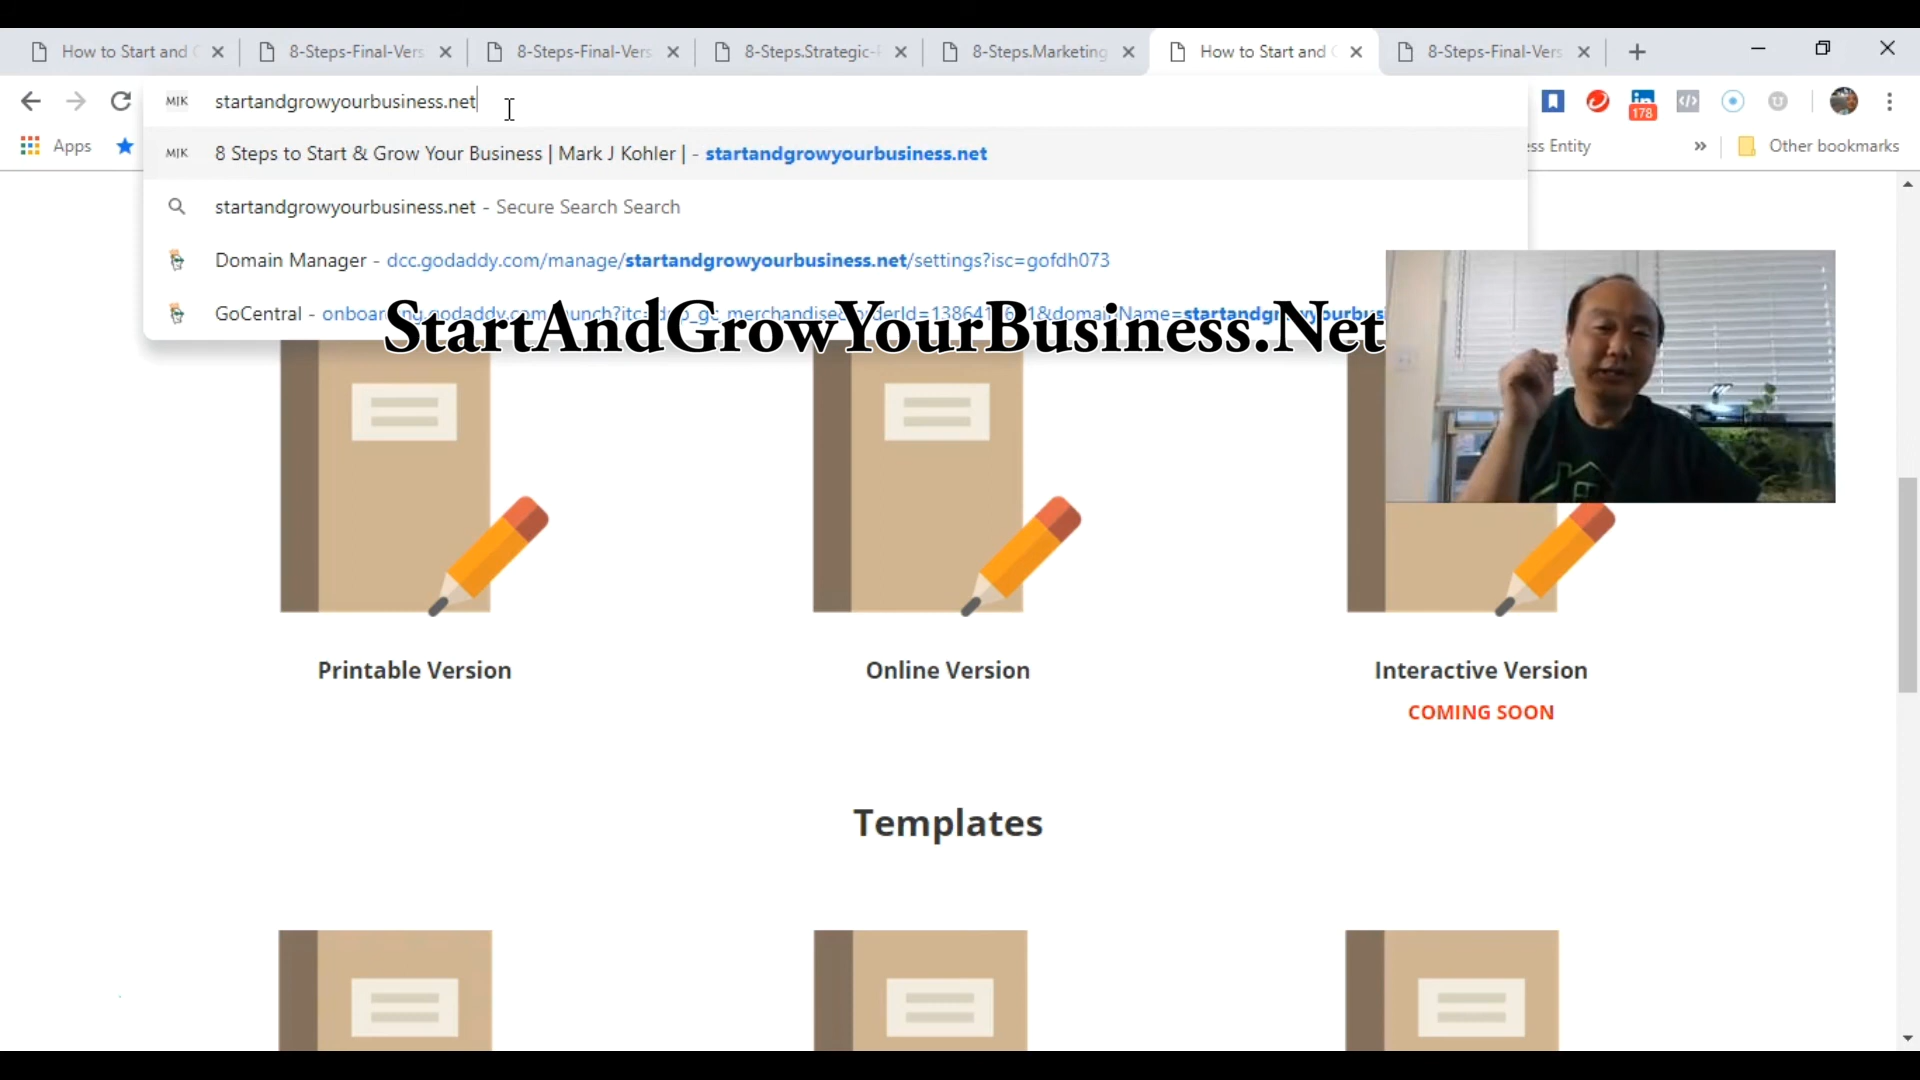 How to Start and
8-Steps-Final-Vers
8-Steps-Final-Vers
8-Steps.Strategic-
8-Steps.Marketing
How to Start and
8-Steps-Final-Vers
MJK startandgrowyourbusiness.net
178
Apps
ss Entity
»
Other bookmarks
MJK 8 Steps to Start & Grow Your Business | Mark J Kohler | - startandgrowyourbusiness.net
startandgrowyourbusiness.net - Secure Search Search
Domain Manager - dcc.godaddy.com/manage/startandgrowyourbusiness.net/settings?isc=gofdh073
GoCentral
StartAndGrowYourBusiness.Net
Printable Version
Online Version
Interactive Version
COMING SOON
Templates